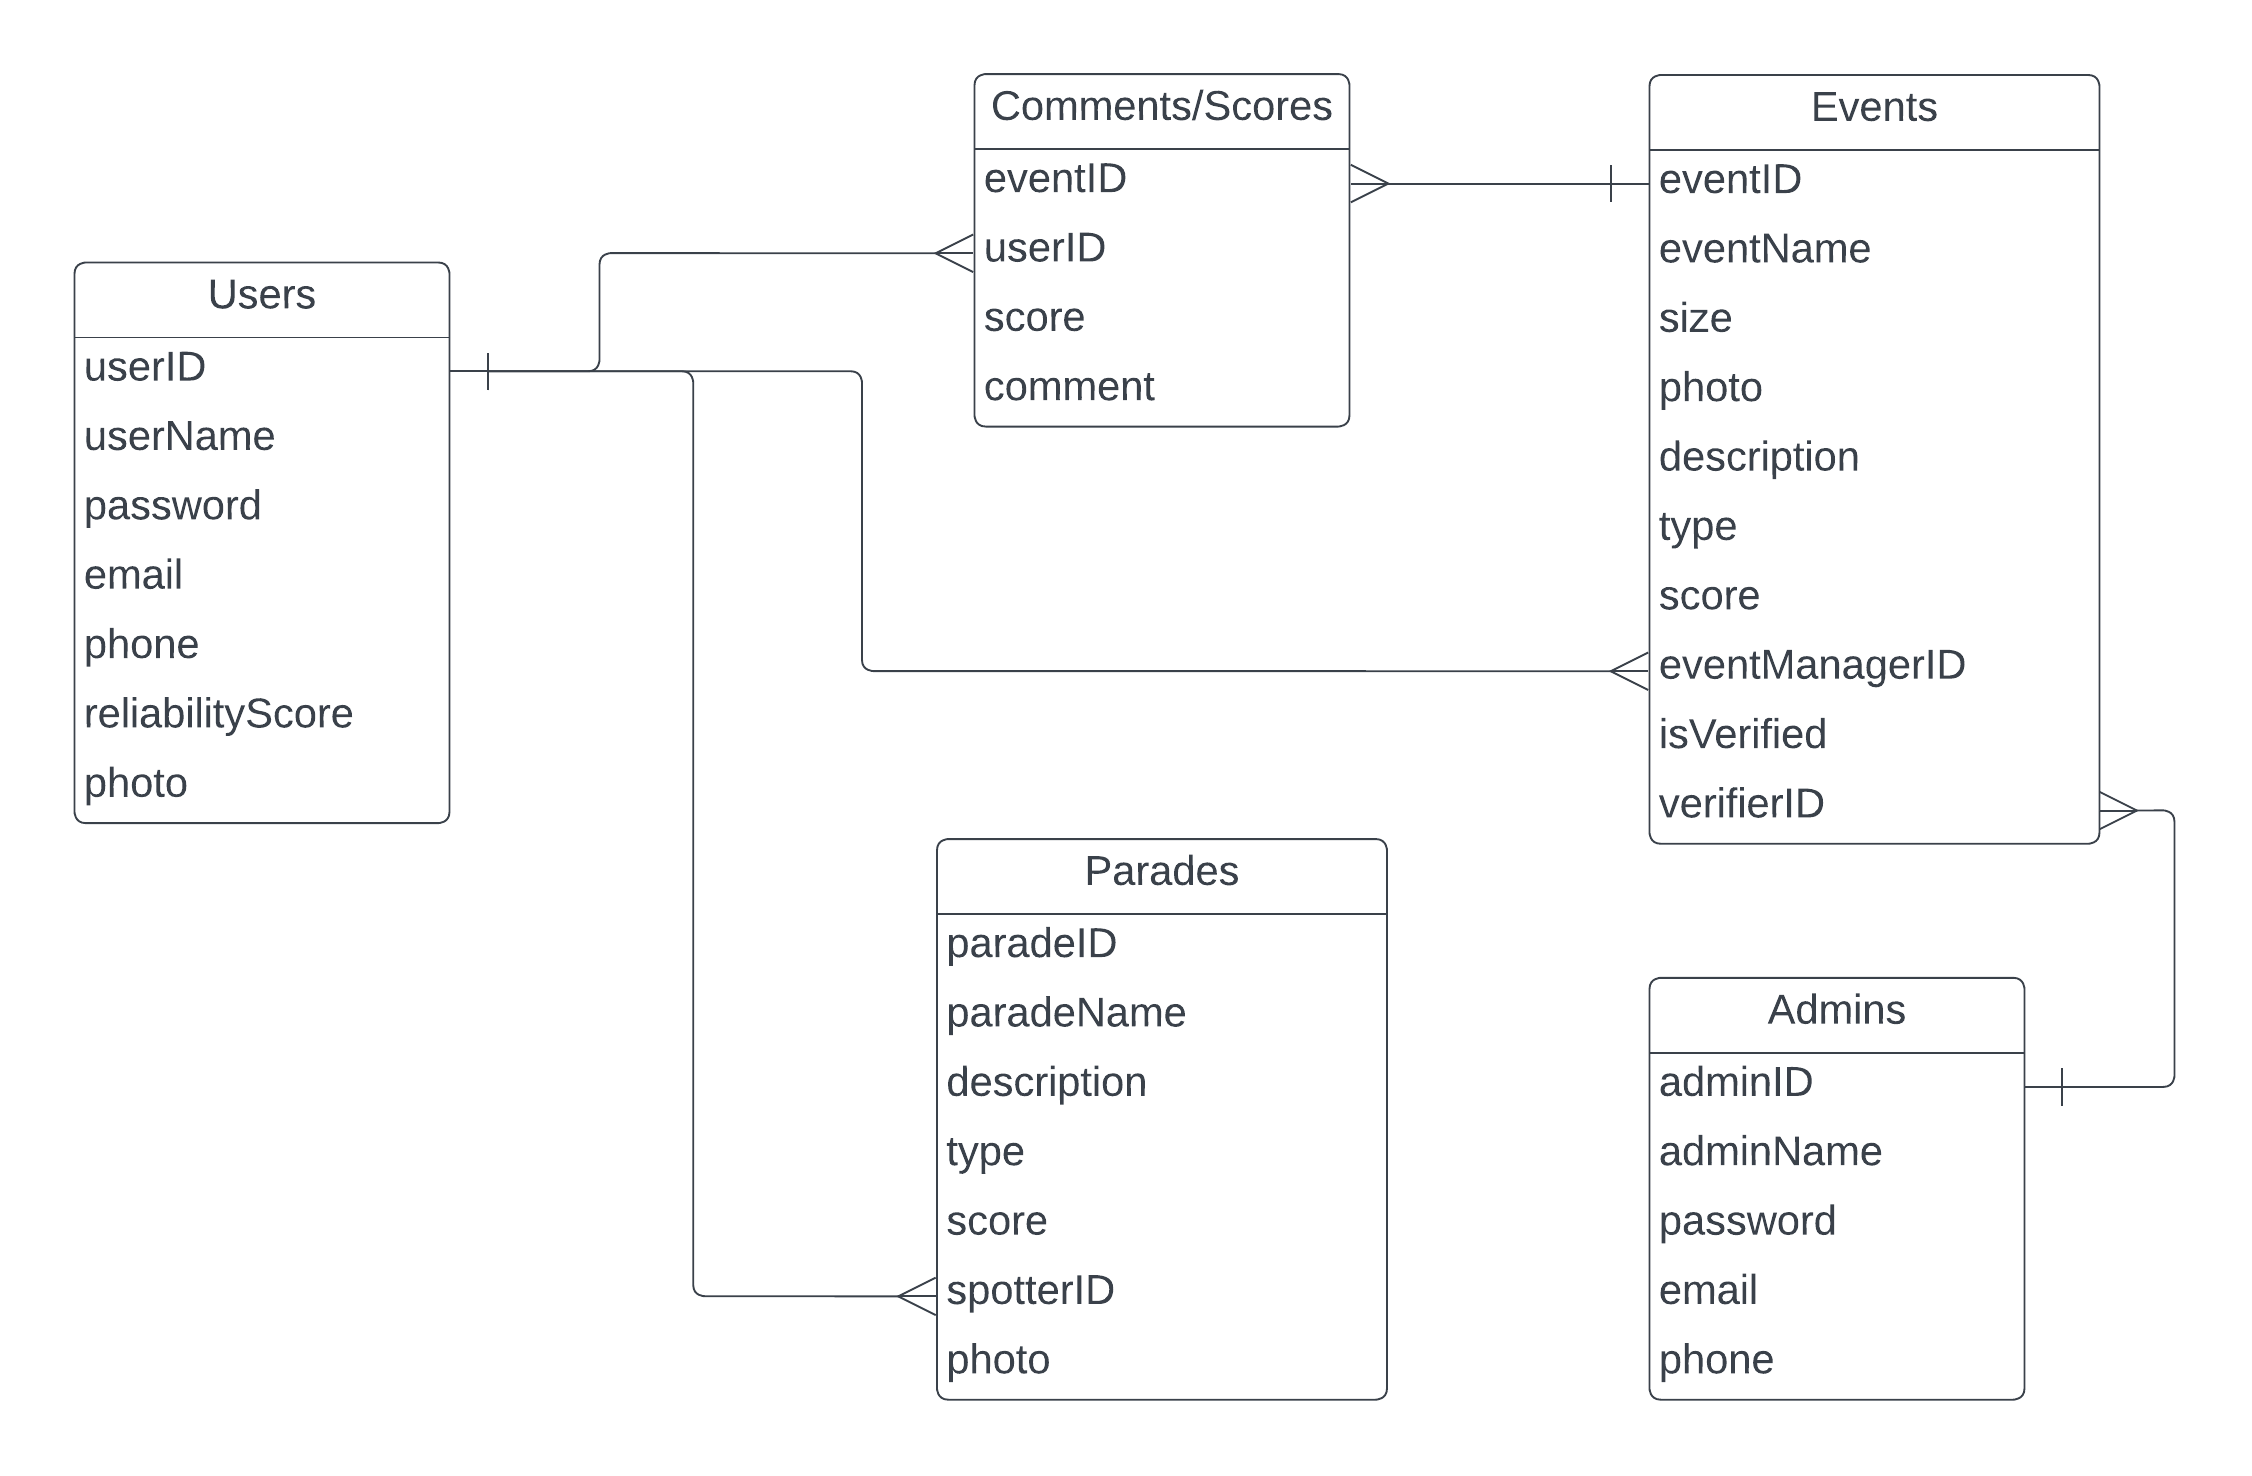 Users
userID
userName
password
email
phone
reliabilityScore
photo
Comments/Scores
eventID
userID
score
comment
Events
eventID
eventName
size
photo
description
type
score
eventManagerID
isVerified
verifierID
Parades
paradeID
paradeName
description
type
score
spotterID
photo
Admins
adminID
adminName
password
email
phone